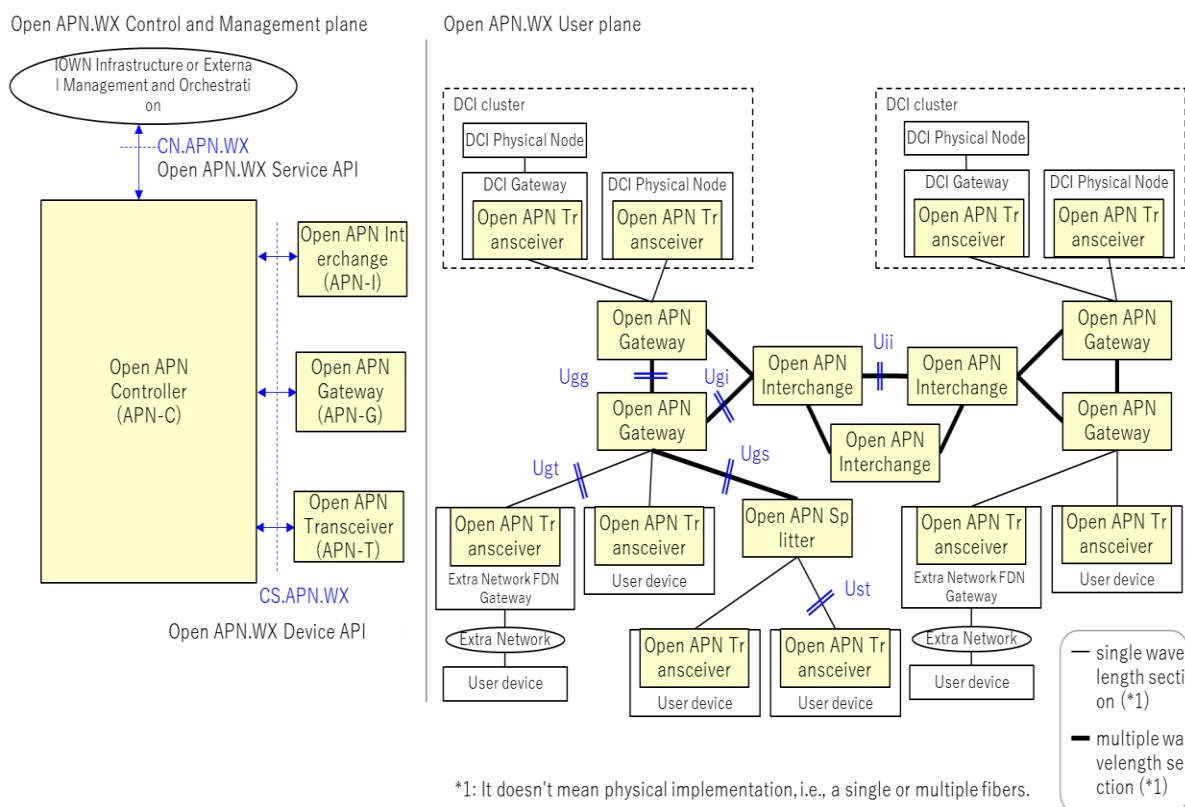 Open APN.WX Control and Management plane
IOWN Infrastructure or Externa
l Management and Orchestrati
on
CN.APN.WX
Open APN.WX Service API
Open APN
Controller
(APN-C)
Open APN Int
erchange
(APN-I)
Open APN
Gateway
(APN-G)
Open APN
Transceiver
(APN-T)
CS.APN.WX
Open APN.WX Device API
Open APN.WX User plane
DCI cluster
DCI Physical Node
DCI Gateway
Open APN Tr
ansceiver
DCI Physical Node
Open APN Tr
ansceiver
DCI cluster
DCI Physical Node
DCI Gateway
Open APN Tr
ansceiver
DCI Physical Node
Open APN Tr
ansceiver
Open APN
Gateway
Ugg
Ugi
Open APN
Gateway
Open APN
Interchange
Uii
Open APN
Interchange
Open APN
Interchange
Open APN
Gateway
Open APN
Gateway
Ugt
Ugs
Open APN Tr
ansceiver
Extra Network FDN
Gateway
Extra Network
User device
Open APN Tr
ansceiver
User device
Open APN Sp
litter
Ust
Open APN Tr
ansceiver
User device
Open APN Tr
ansceiver
User device
Open APN Tr
ansceiver
Extra Network FDN
Gateway
Extra Network
User device
Open APN Tr
ansceiver
User device
single wave
length secti
on (*1)
multiple wa
velength se
ction (*1)
*1: It doesn't mean physical implementation, i.e., a single or multiple fibers.